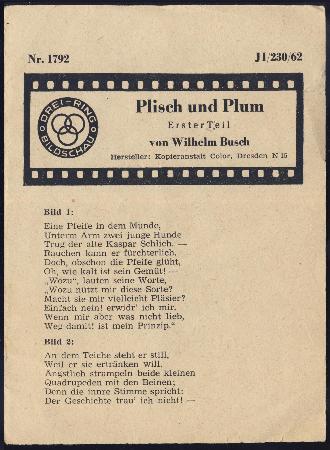 Nr. 1792
J1/230/62
DREI-RING
BILDSCHAU
Plisch und Plum
Erster Teil
von Wilhelm Busch
Hersteller: Kopieranstalt Color, Dresden N 15
Bild 1:
Eine Pfeife in dem Munde,
Unterm Arm zwei junge Hunde
Trug der alte Kaspar Schlich. —
Rauchen kann er fürchterlich.
Doch, obschon die Pfeife glüht,
Oh, wie kalt ist sein Gemüt! —
„Wozu", lauten seine Worte,
„Wozu nützt mir diese Sorte?
Macht sie mir vielleicht Pläsier?
Einfach nein! erwidr' ich mir.
Wenn mir aber was nicht lieb,
Weg damit! ist mein Prinzip."
Bild 2:
An dem Teiche steht er still,
Weil er sie ertränken will.
Ängstlich strampeln beide kleinen
Quadrupeden mit den Beinen;
Denn die innre Stimme spricht:
Der Geschichte trau' ich nicht! —